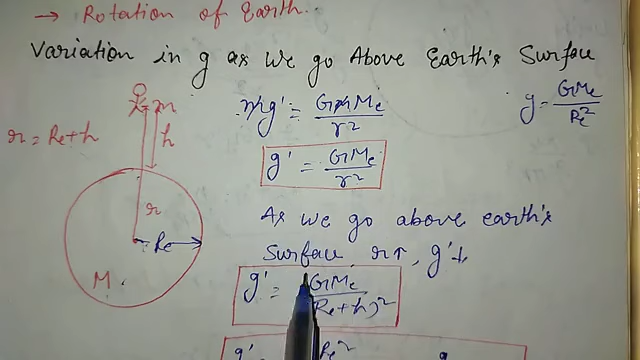 → Rotation of Earth.
Variation in g as we go Above Earth's Surface
m
h
r = Re+h
r
Re
M
mg' = GmMe/r²
g = GMe/Re²
g' = GMe/r²
As we go above earth's
Surface r↑, g'↓
g' = GMe/(Re+h)²
g' Re² g